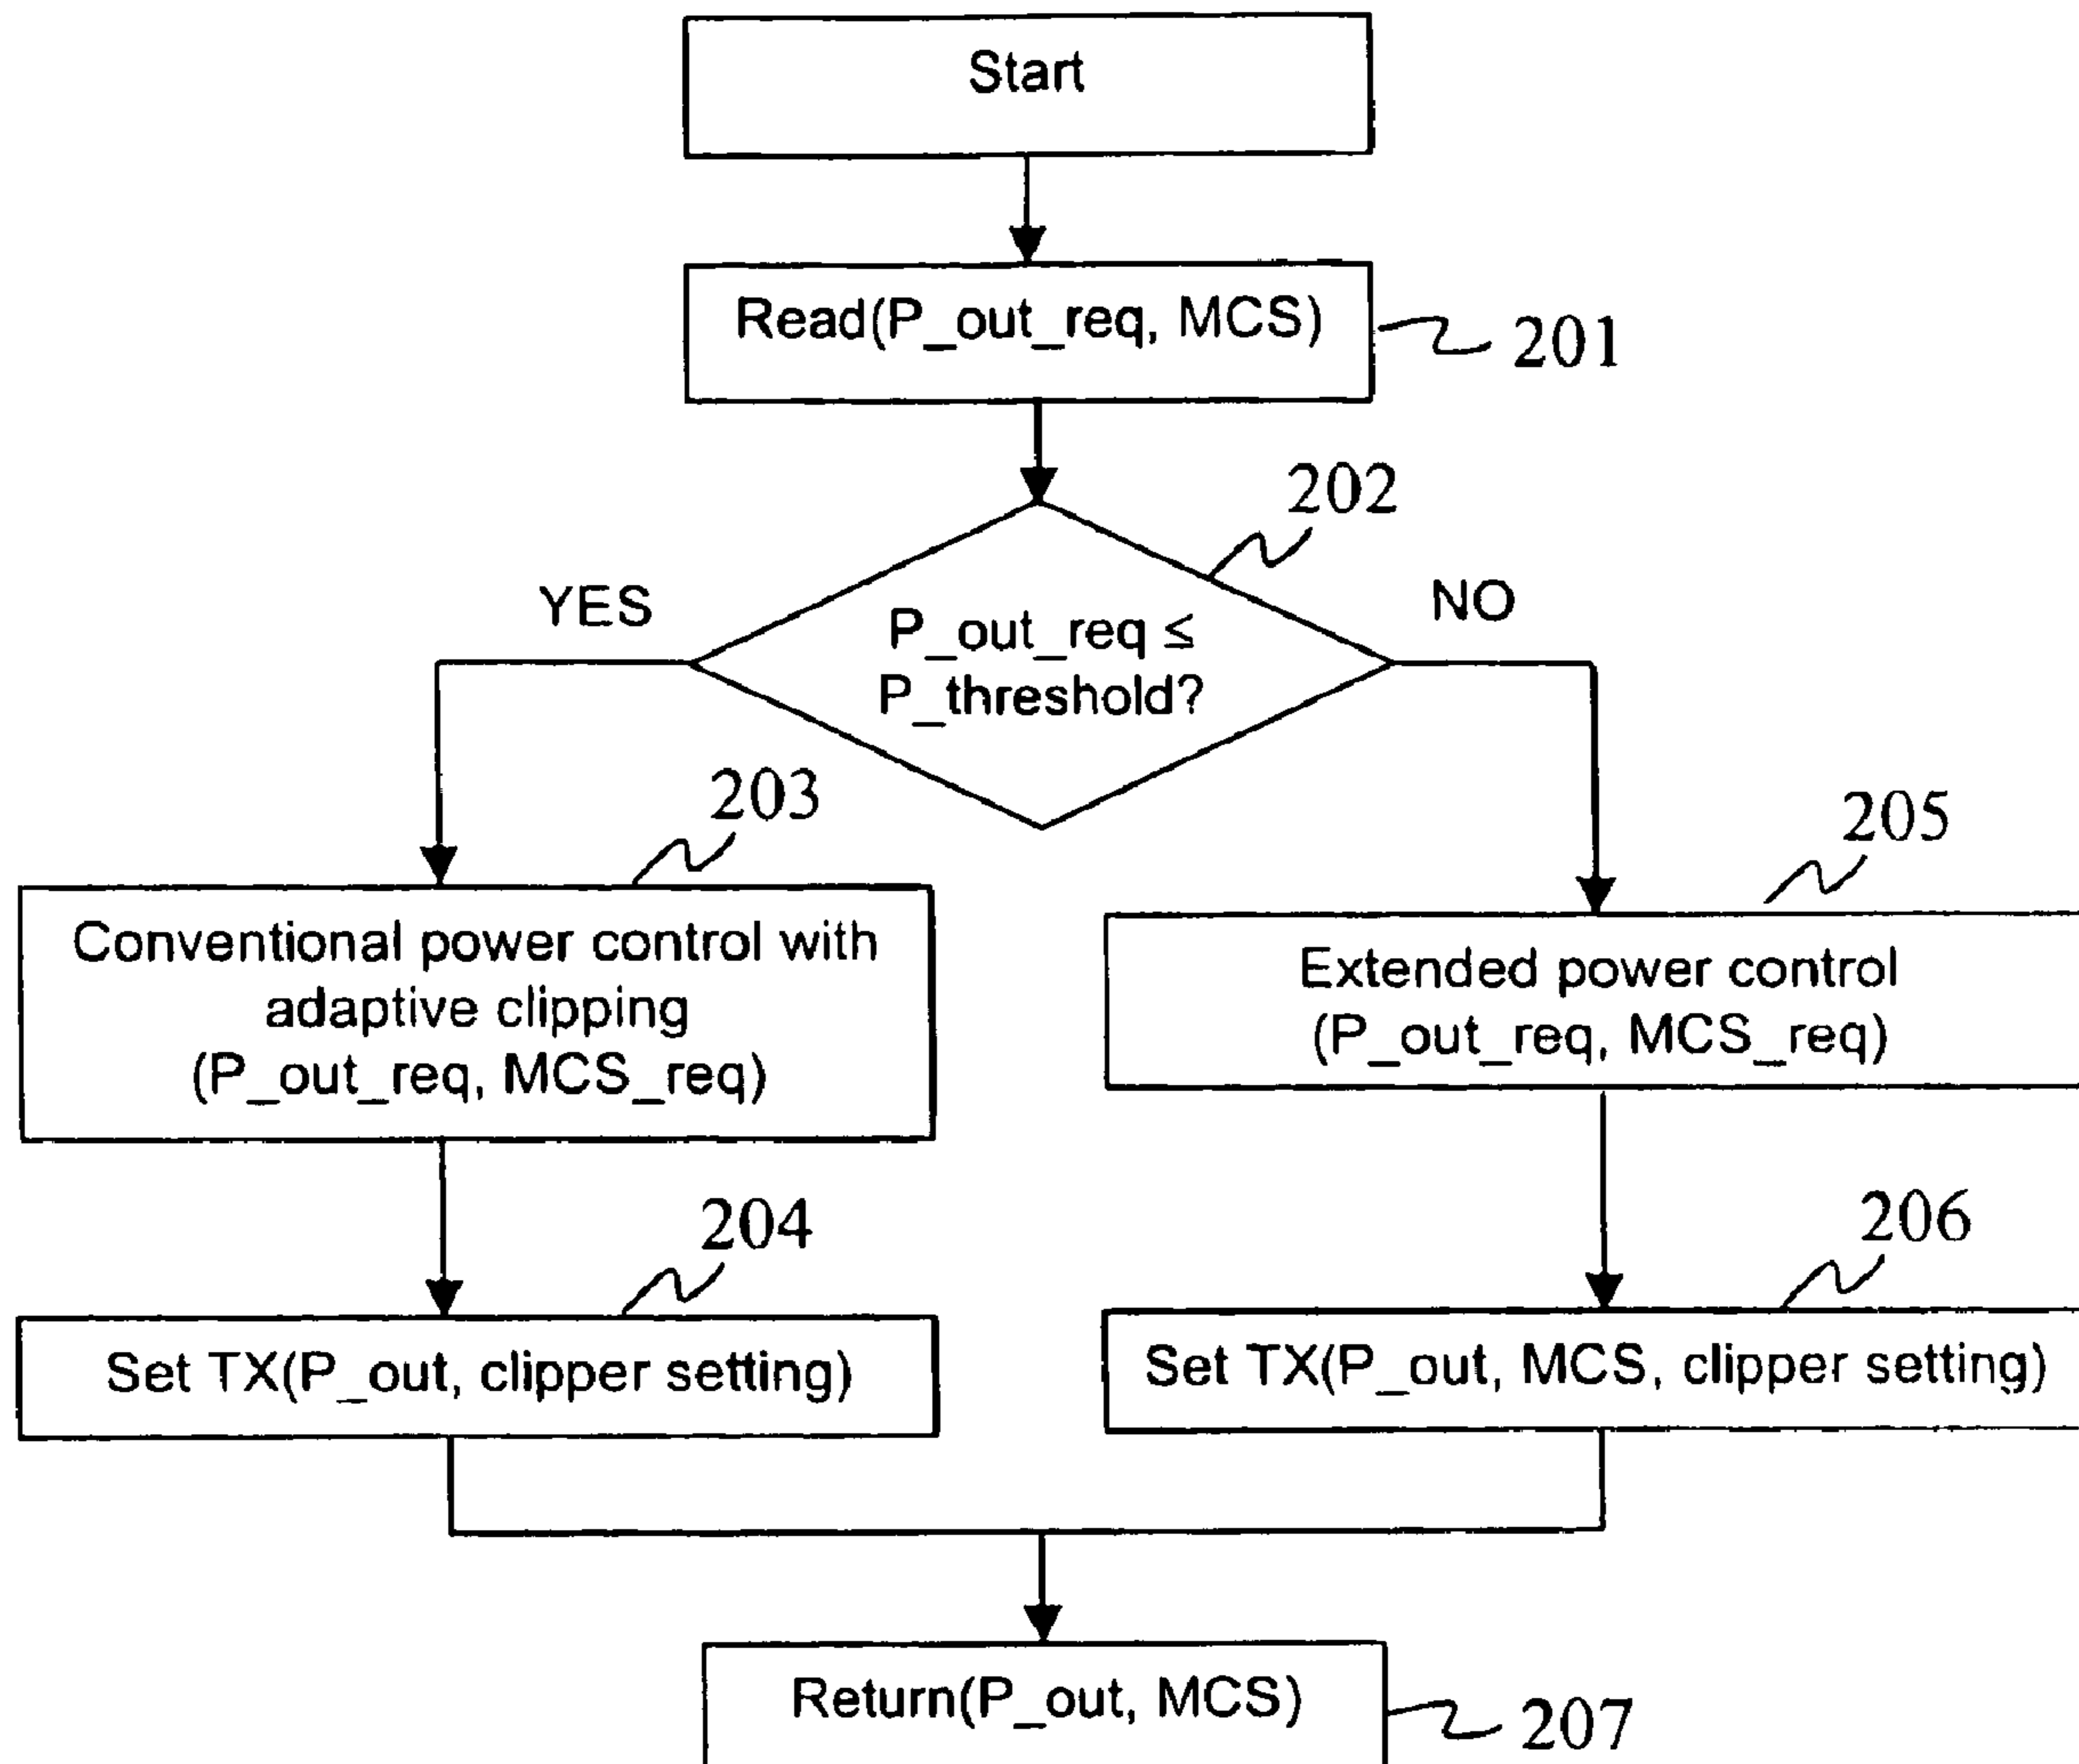 Start
Read(P_out_req, MCS)
201
202
YES
NO
P_out_req ≤
P_threshold?
203
205
Conventional power control with
adaptive clipping
(P_out_req, MCS_req)
Extended power control
(P_out_req, MCS_req)
204
206
Set TX(P_out, clipper setting)
Set TX(P_out, MCS, clipper setting)
Return(P_out, MCS)
207